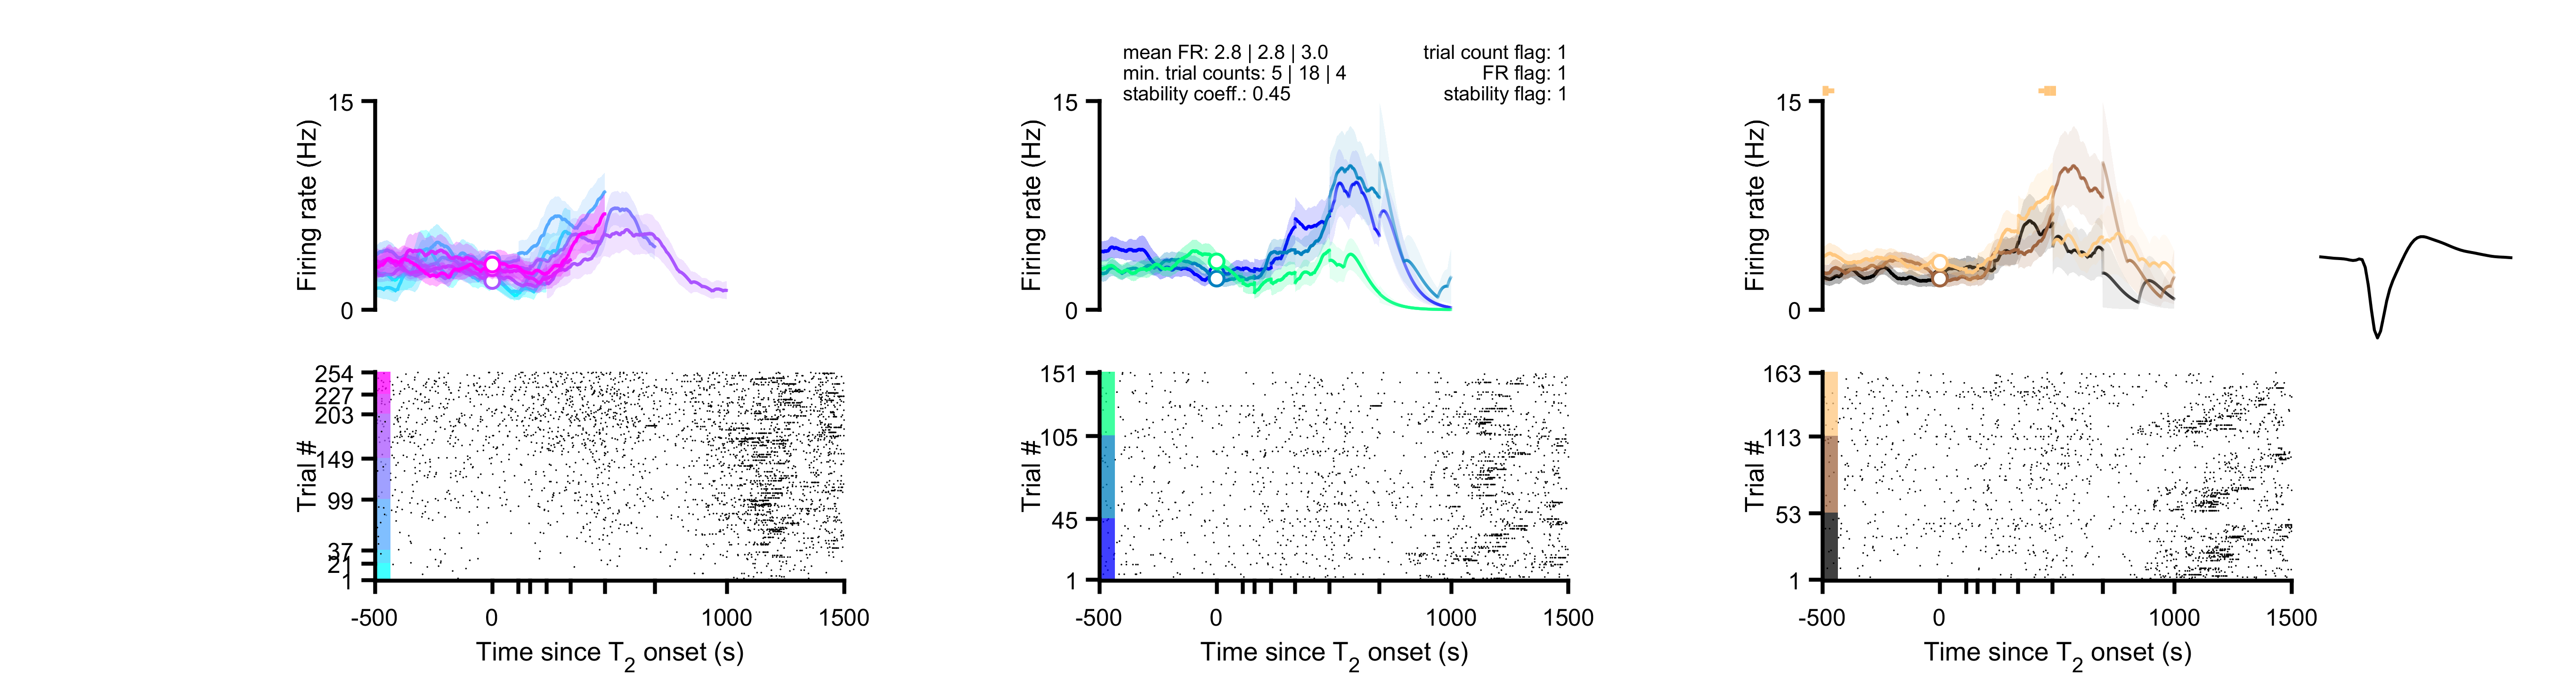 mean FR: 2.8 | 2.8 | 3.0
min. trial counts: 5 | 18 | 4
stability coeff.: 0.45
trial count flag: 1
FR flag: 1
stability flag: 1
15
Firing rate (Hz)
0
15
Firing rate (Hz)
0
15
Firing rate (Hz)
0
254
227
203
149
99
37
21
1
Trial #
-500 0 1000 1500
Time since T2 onset (s)
151
105
45
1
Trial #
-500 0 1000 1500
Time since T2 onset (s)
163
113
53
1
Trial #
-500 0 1000 1500
Time since T2 onset (s)